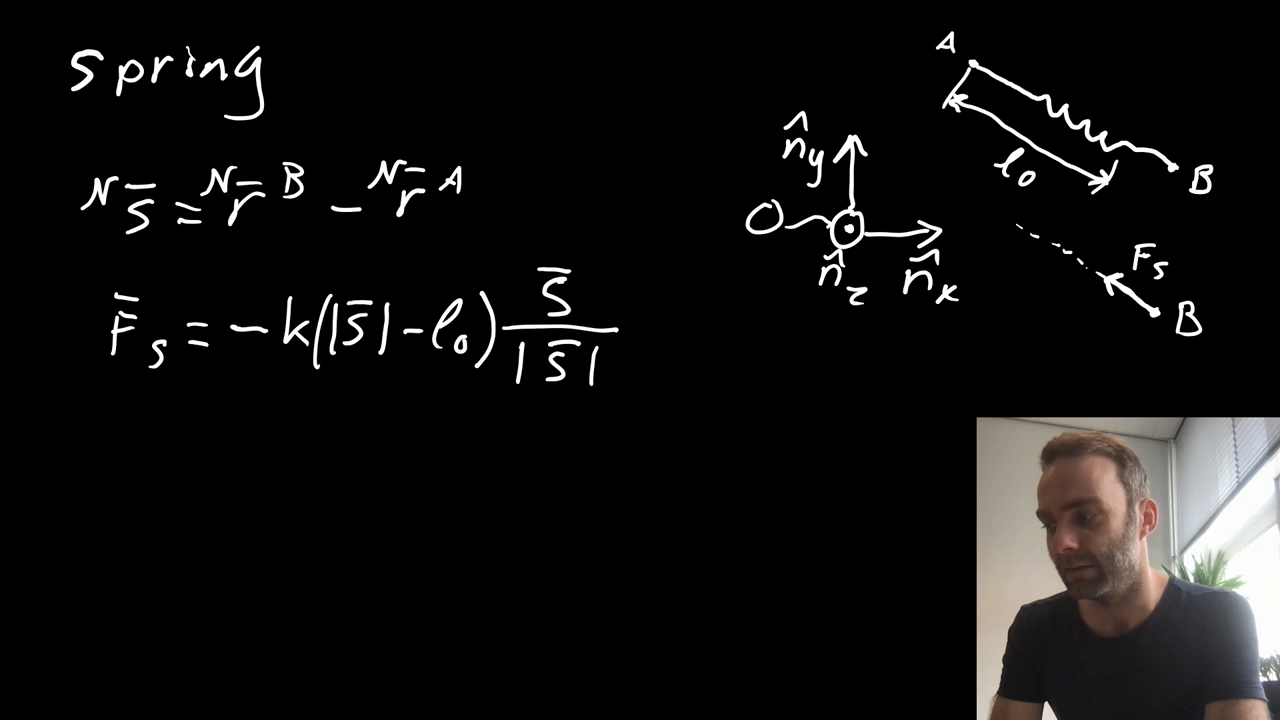 Spring
ᴺs̄ = ᴺr̄ᴮ − ᴺr̄ᴬ
F̄ₛ = −k(|s̄| − l₀) s̄/|s̄|
A
l₀
B
n̂y
O
n̂z
n̂x
Fₛ
B